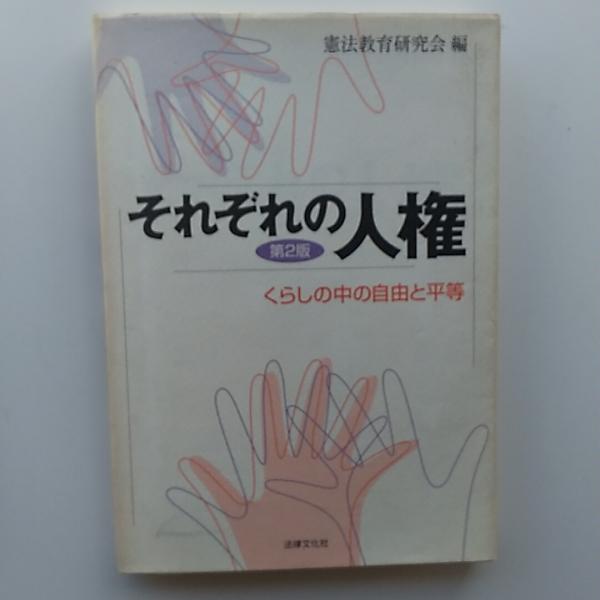 憲法教育研究会 編
それぞれの人権
第2版
くらしの中の自由と平等
法律文化社